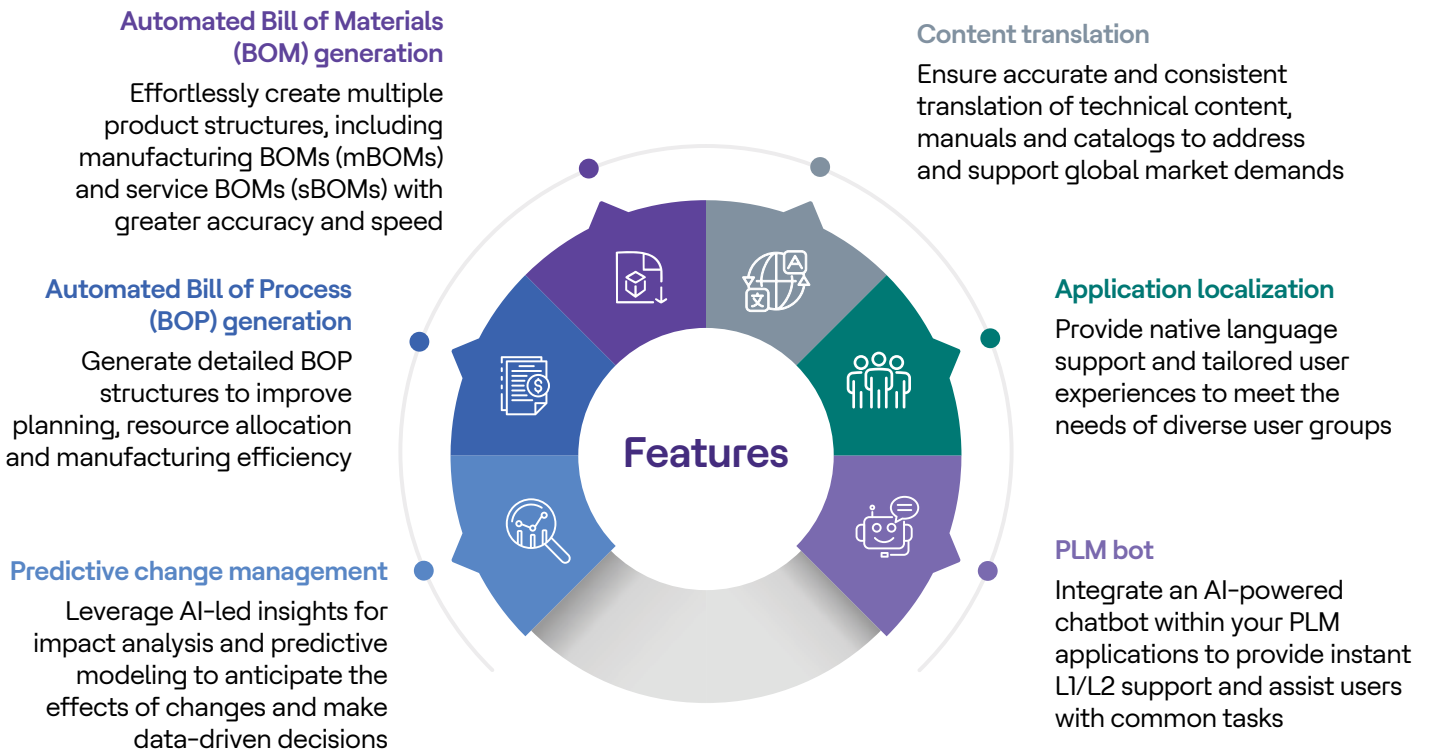 Automated Bill of Materials
(BOM) generation
Effortlessly create multiple
product structures, including
manufacturing BOMs (mBOMs)
and service BOMs (sBOMs) with
greater accuracy and speed
Automated Bill of Process
(BOP) generation
Generate detailed BOP
structures to improve
planning, resource allocation
and manufacturing efficiency
Predictive change management
Leverage AI-led insights for
impact analysis and predictive
modeling to anticipate the
effects of changes and make
data-driven decisions
Features
A
文
$
Content translation
Ensure accurate and consistent
translation of technical content,
manuals and catalogs to address
and support global market demands
Application localization
Provide native language
support and tailored user
experiences to meet the
needs of diverse user groups
PLM bot
Integrate an AI-powered
chatbot within your PLM
applications to provide instant
L1/L2 support and assist users
with common tasks